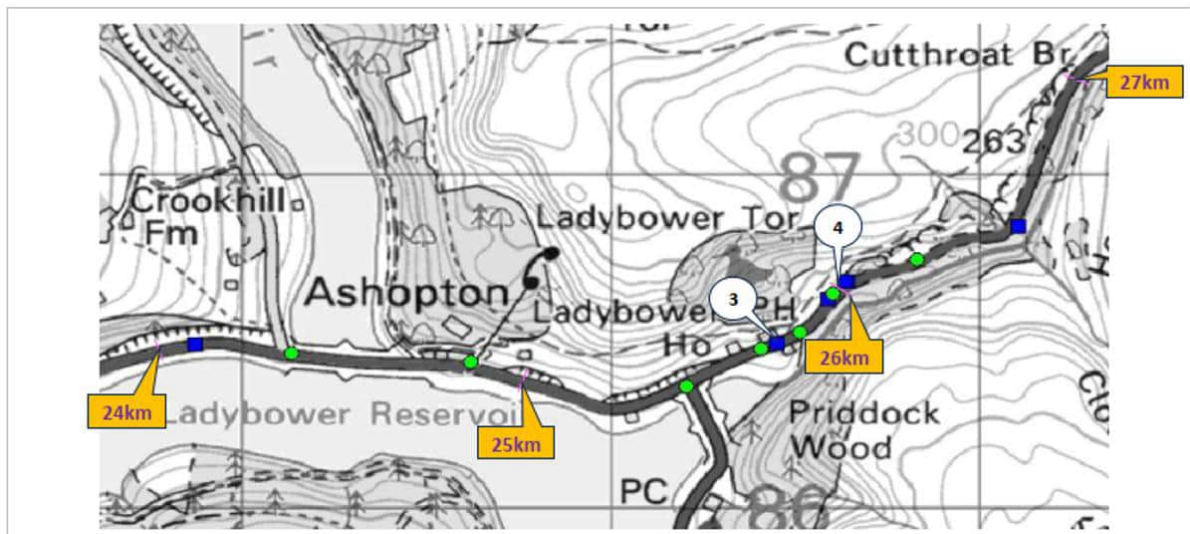 Cutthroat Br
27km
300
263
87
Crookhill
Fm
Ladybower Tor
4
Ashopton
3
Ladybower PH
Ho
26km
24km
Ladybower Reservoi
25km
Priddock
Wood
PC
86